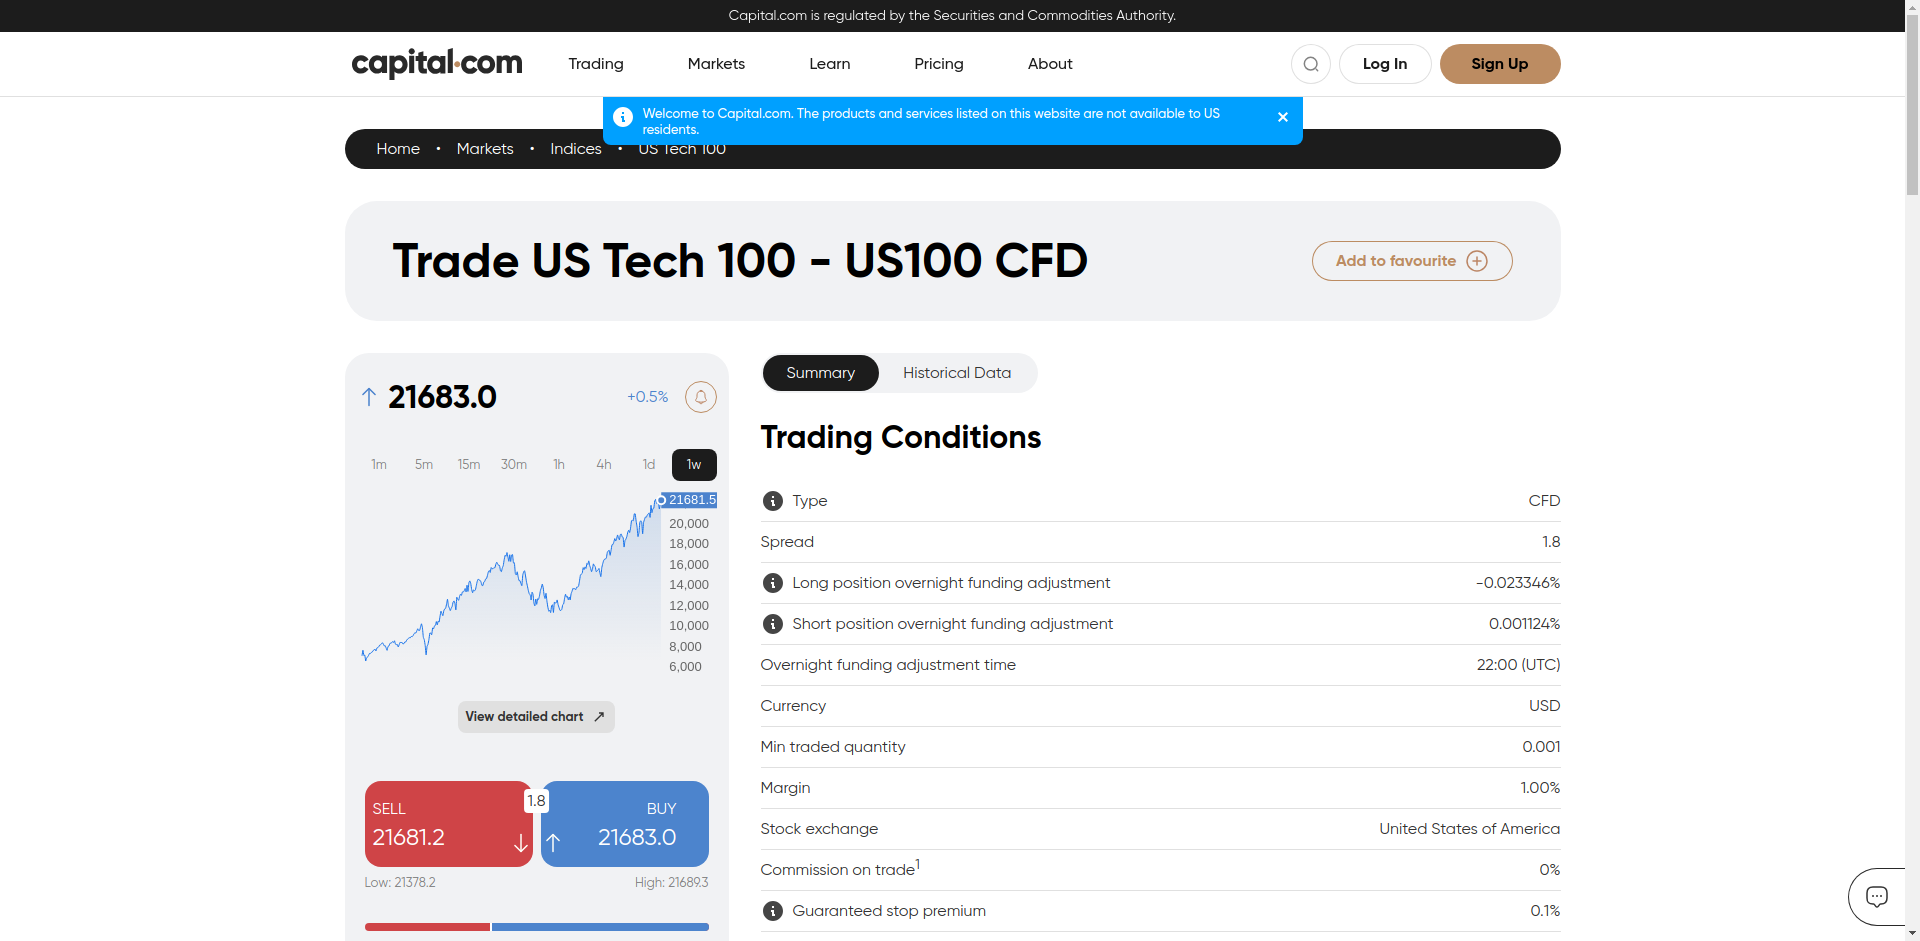 Capital.com is regulated by the Securities and Commodities Authority.
capital.com
Trading
Markets
Learn
Pricing
About
Log In
Sign Up
Welcome to Capital.com. The products and services listed on this website are not available to US
residents.
Home • Markets • Indices • US Tech 100
Trade US Tech 100 - US100 CFD
Add to favourite
21683.0
+0.5%
1m
5m
15m
30m
1h
4h
1d
1w
21681.5
20,000
18,000
16,000
14,000
12,000
10,000
8,000
6,000
View detailed chart
SELL
21681.2
1.8
BUY
21683.0
Low: 21378.2
High: 21689.3
Summary
Historical Data
Trading Conditions
Type CFD
Spread 1.8
Long position overnight funding adjustment -0.023346%
Short position overnight funding adjustment 0.001124%
Overnight funding adjustment time 22:00 (UTC)
Currency USD
Min traded quantity 0.001
Margin 1.00%
Stock exchange United States of America
Commission on trade1 0%
Guaranteed stop premium 0.1%